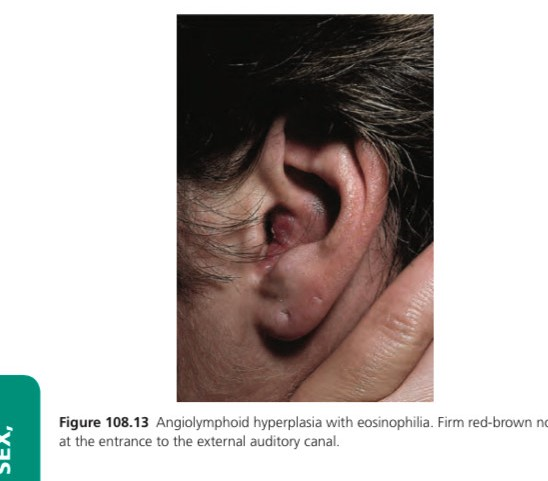 Figure 108.13 Angiolymphoid hyperplasia with eosinophilia. Firm red-brown
at the entrance to the external auditory canal.
SEX,